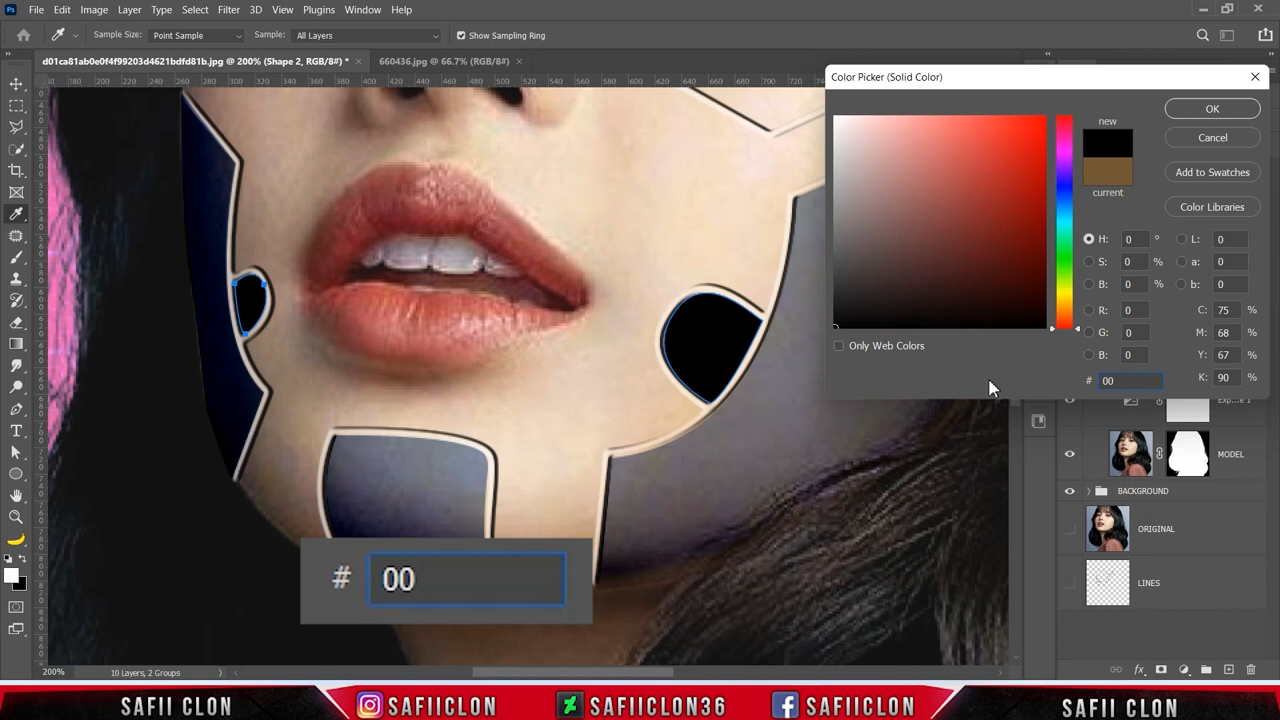 Ps File Edit Image Layer Type Select Filter 3D View Plugins Window Help
Sample Size: Point Sample Sample: All Layers Show Sampling Ring
d01ca81ab0e0f4f99203d4621bdfd81b.jpg @ 200% (Shape 2, RGB/8#) * × 660436.jpg @ 66.7% (RGB/8#) ×
Color Picker (Solid Color)
new
current
OK
Cancel
Add to Swatches
Color Libraries
H: 0 ° L: 0
S: 0 % a: 0
B: 0 % b: 0
R: 0 C: 75 %
G: 0 M: 68 %
B: 0 Y: 67 %
# 00 K: 90 %
Only Web Colors
MODEL
BACKGROUND
ORIGINAL
LINES
# 00
200% 10 Layers, 2 Groups
SAFII CLON SAFIICLON SAFIICLON36 SAFIICLON SAFII CLON